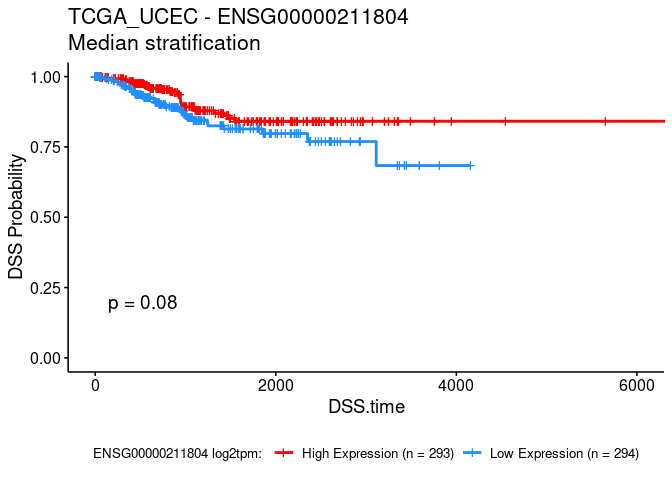 TCGA_UCEC - ENSG00000211804
Median stratification
1.00
0.75
0.50
0.25
0.00
DSS Probability
p = 0.08
0 2000 4000 6000
DSS.time
ENSG00000211804 log2tpm: High Expression (n = 293) Low Expression (n = 294)